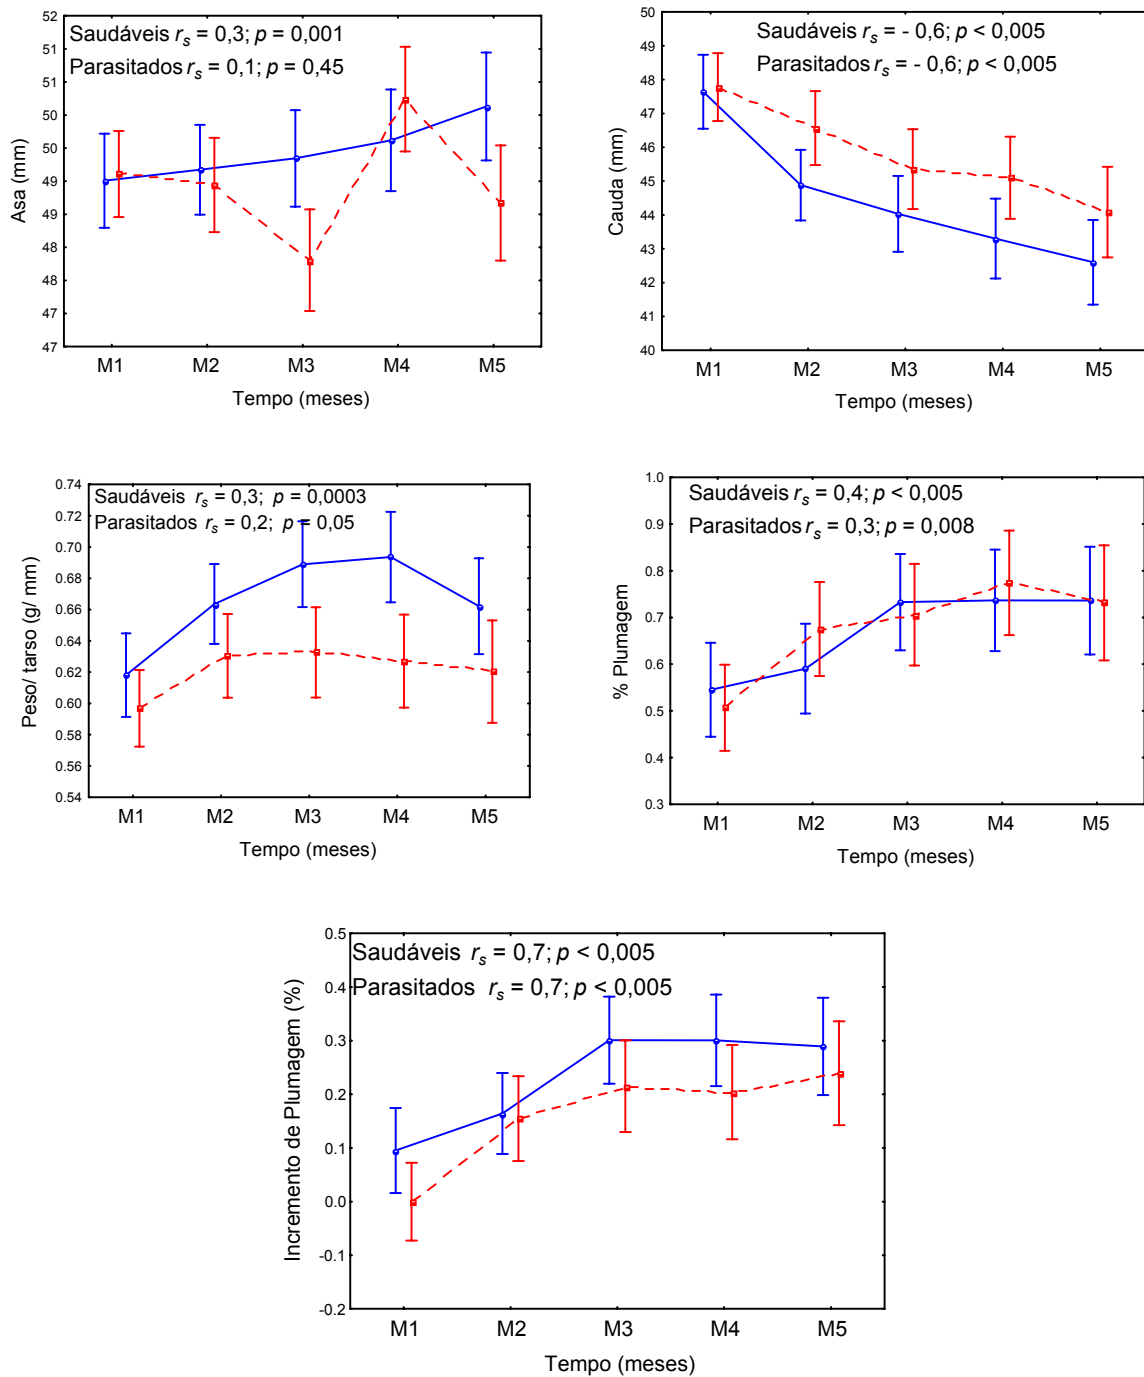 Saudáveis rs = 0,3; p = 0,001
Parasitados rs = 0,1; p = 0,45
Asa (mm)
52
51
51
50
50
49
49
48
48
47
47
M1 M2 M3 M4 M5
Tempo (meses)
Saudáveis rs = - 0,6; p < 0,005
Parasitados rs = - 0,6; p < 0,005
Cauda (mm)
50
49
48
47
46
45
44
43
42
41
40
M1 M2 M3 M4 M5
Tempo (meses)
Saudáveis rs = 0,3; p = 0,0003
Parasitados rs = 0,2; p = 0,05
Peso/ tarso (g/ mm)
0.74
0.72
0.70
0.68
0.66
0.64
0.62
0.60
0.58
0.56
0.54
M1 M2 M3 M4 M5
Tempo (meses)
Saudáveis rs = 0,4; p < 0,005
Parasitados rs = 0,3; p = 0,008
% Plumagem
1.0
0.9
0.8
0.7
0.6
0.5
0.4
0.3
M1 M2 M3 M4 M5
Tempo (meses)
Saudáveis rs = 0,7; p < 0,005
Parasitados rs = 0,7; p < 0,005
Incremento de Plumagem (%)
0.5
0.4
0.3
0.2
0.1
0.0
-0.1
-0.2
M1 M2 M3 M4 M5
Tempo (meses)